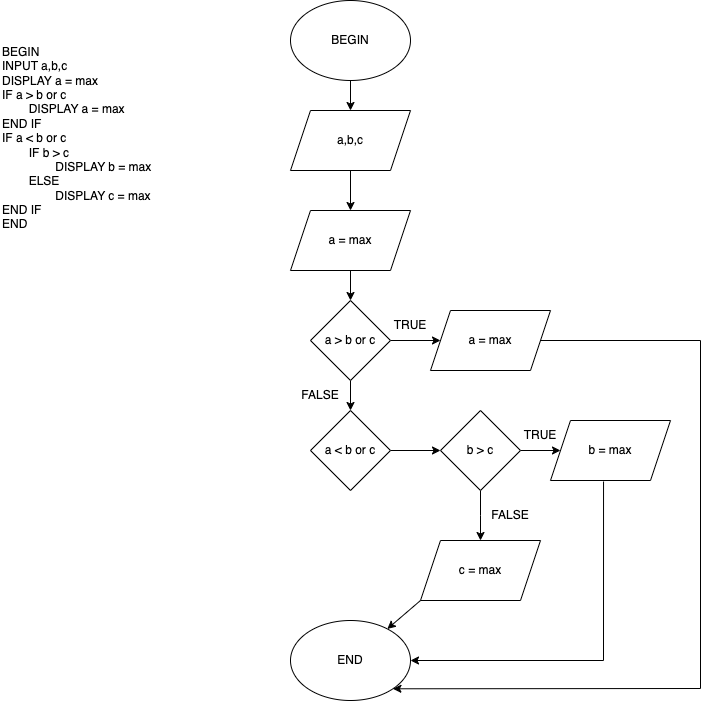 BEGIN
INPUT a,b,c
DISPLAY a = max
IF a > b or c
DISPLAY a = max
END IF
IF a < b or c
IF b > c
DISPLAY b = max
ELSE
DISPLAY c = max
END IF
END
BEGIN
a,b,c
a = max
a > b or c
TRUE
a = max
FALSE
a < b or c
b > c
TRUE
b = max
FALSE
c = max
END